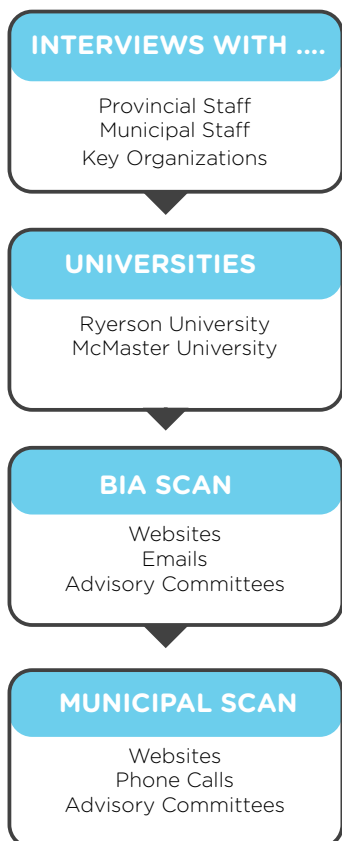 INTERVIEWS WITH ....
Provincial Staff
Municipal Staff
Key Organizations
UNIVERSITIES
Ryerson University
McMaster University
BIA SCAN
Websites
Emails
Advisory Committees
MUNICIPAL SCAN
Websites
Phone Calls
Advisory Committees